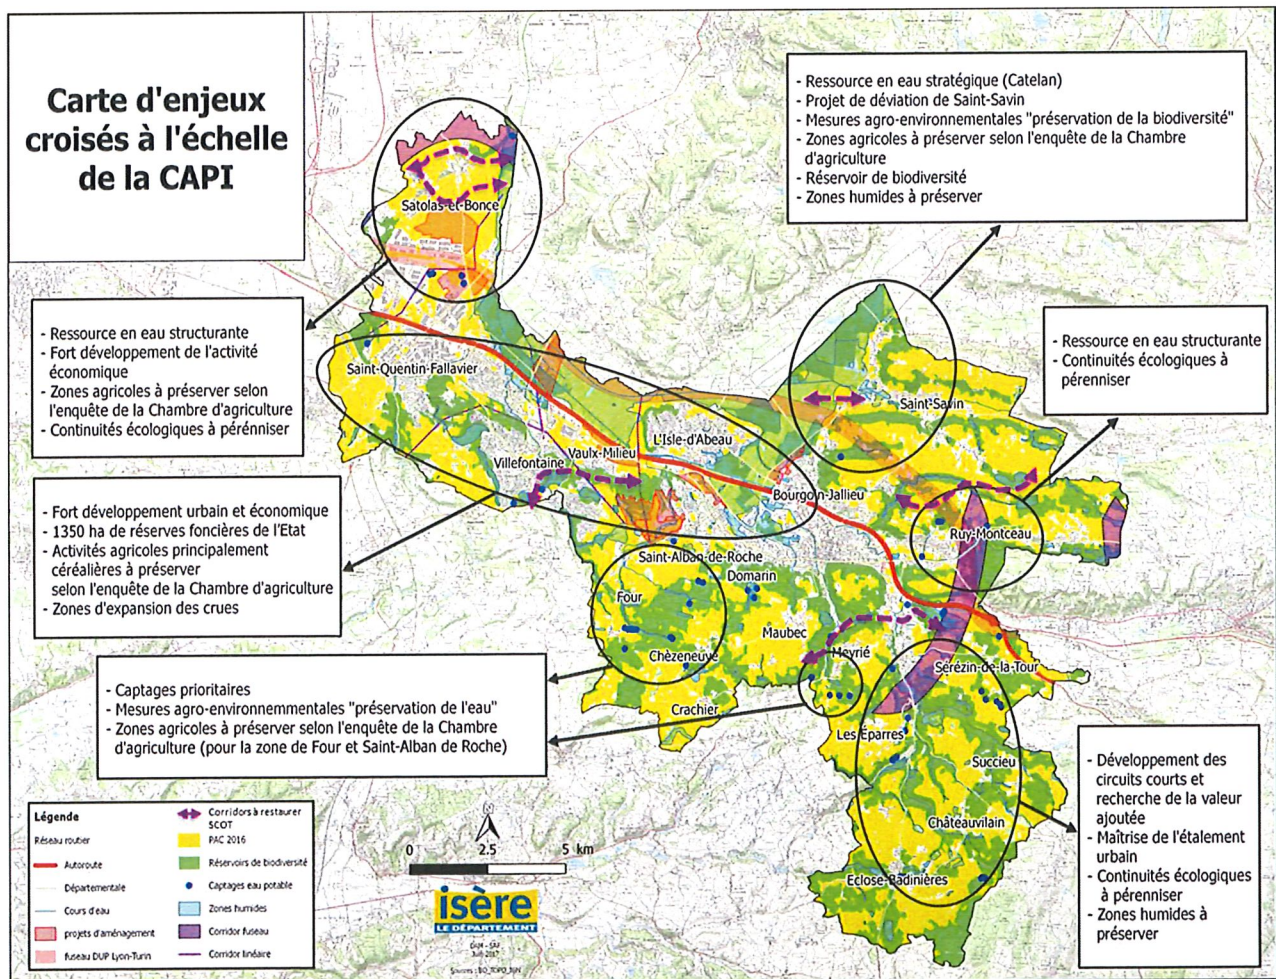 Carte d'enjeux
croisés à l'échelle
de la CAPI
- Ressource en eau stratégique (Catelan)
- Projet de déviation de Saint-Savin
- Mesures agro-environnementales "préservation de la biodiversité"
- Zones agricoles à préserver selon l'enquête de la Chambre
d'agriculture
- Réservoir de biodiversité
- Zones humides à préserver
- Ressource en eau structurante
- Fort développement de l'activité
économique
- Zones agricoles à préserver selon
l'enquête de la Chambre d'agriculture
- Continuités écologiques à pérénniser
- Ressource en eau structurante
- Continuités écologiques à
pérenniser
- Fort développement urbain et économique
- 1350 ha de réserves foncières de l'Etat
- Activités agricoles principalement
céréalières à préserver
selon l'enquête de la Chambre d'agriculture
- Zones d'expansion des crues
- Captages prioritaires
- Mesures agro-environnemmentales "préservation de l'eau"
- Zones agricoles à préserver selon l'enquête de la Chambre
d'agriculture (pour la zone de Four et Saint-Alban de Roche)
- Développement des
circuits courts et
recherche de la valeur
ajoutée
- Maîtrise de l'étalement
urbain
- Continuités écologiques
à pérenniser
- Zones humides à
préserver
Satolas-et-Bonce
Saint-Quentin-Fallavier
Saint-Savin
L'Isle-d'Abeau
Vaulx-Milieu
Villefontaine
Bourgoin-Jallieu
Ruy-Montceau
Saint-Alban-de-Roche
Domarin
Four
Maubec
Meyrié
Chèzeneuve
Sérézin-de-la-Tour
Crachier
Les Éparres
Succieu
Châteauvilain
Eclose-Badinières
Légende
Réseau routier
Autoroute
Départementale
Cours d'eau
projets d'aménagement
fuseau DUP Lyon-Turin
Corridors à restaurer
SCOT
PAC 2016
Réservoirs de biodiversité
Captages eau potable
Zones humides
Corridor fuseau
Corridor linéaire
0 2.5 5 km
isère
LE DÉPARTEMENT